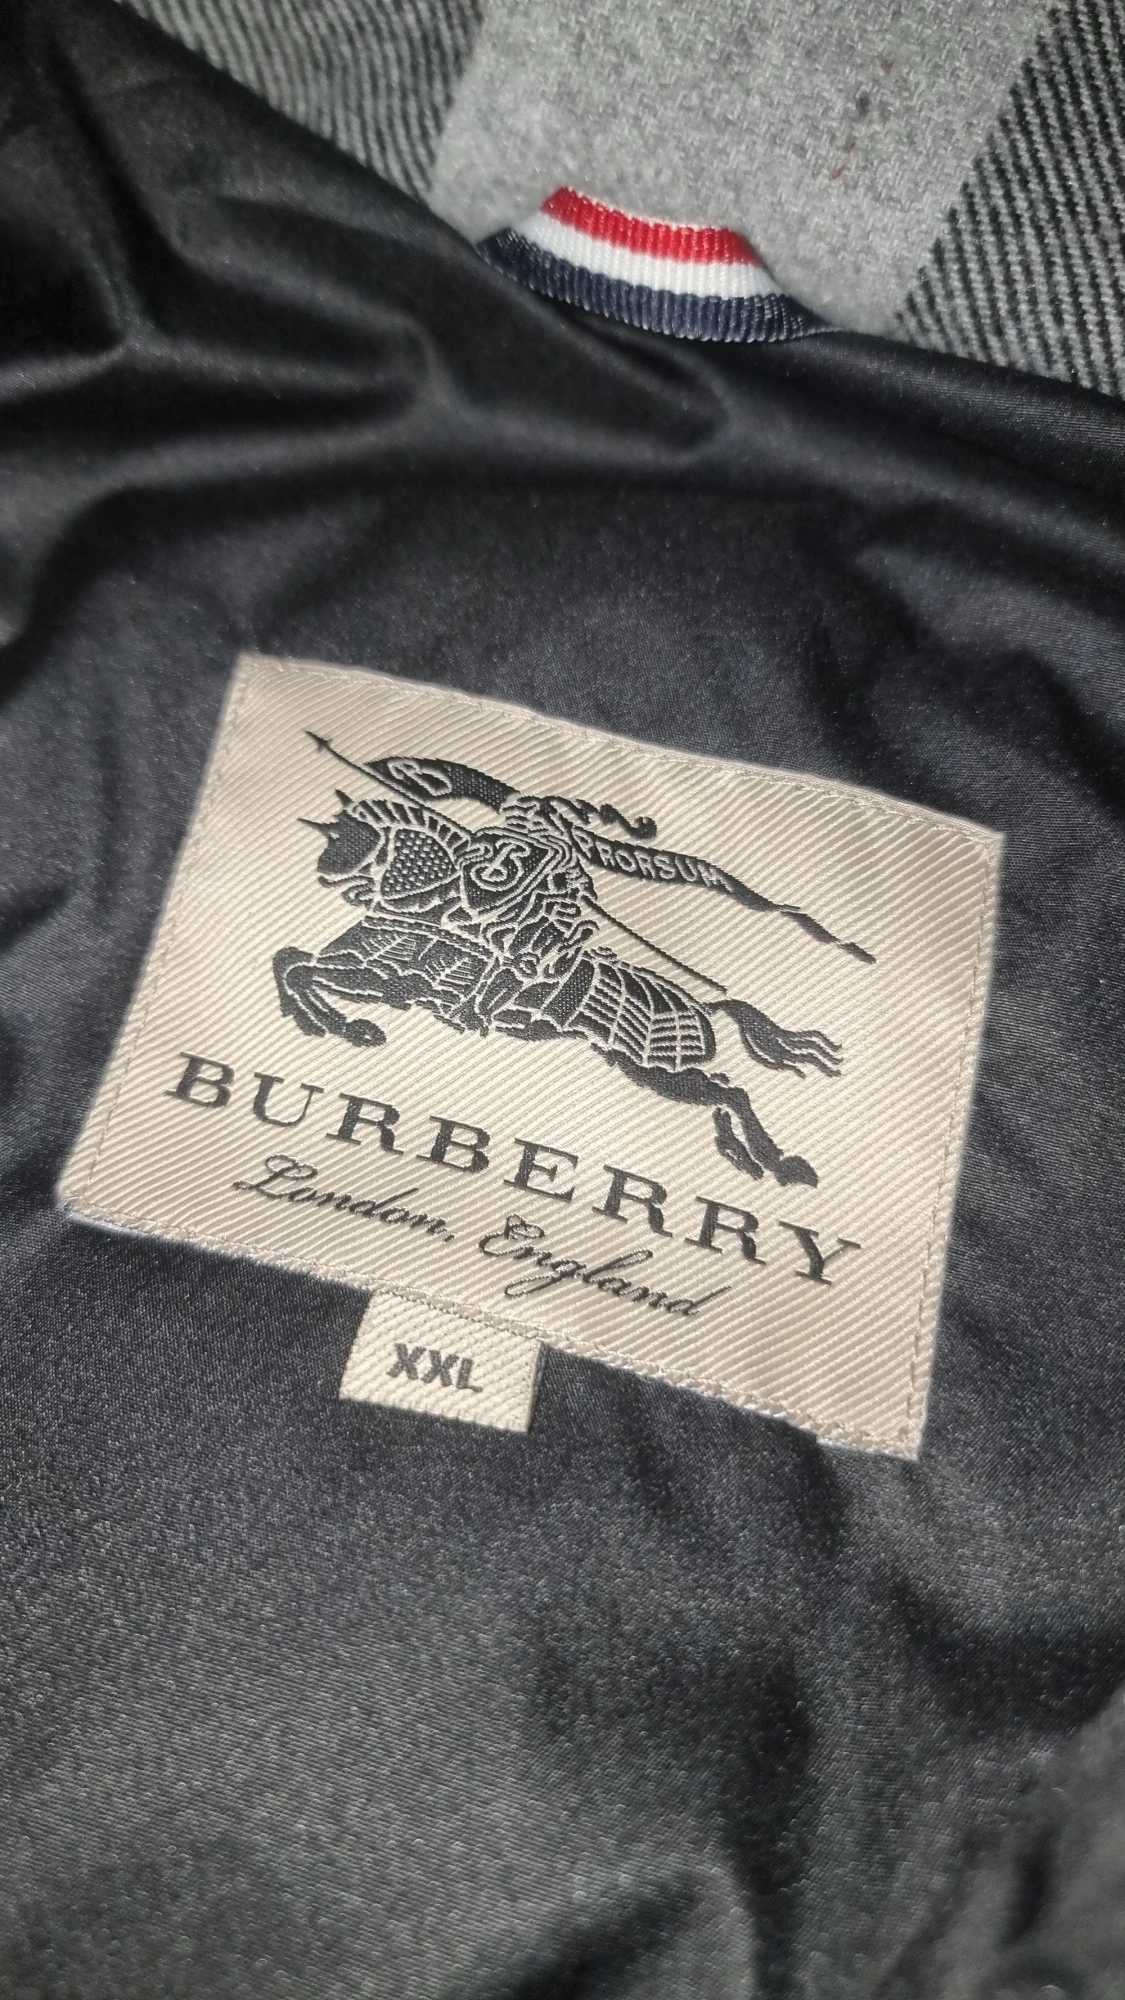 B
B
PRORSUM
BURBERRY
London, England
XXL